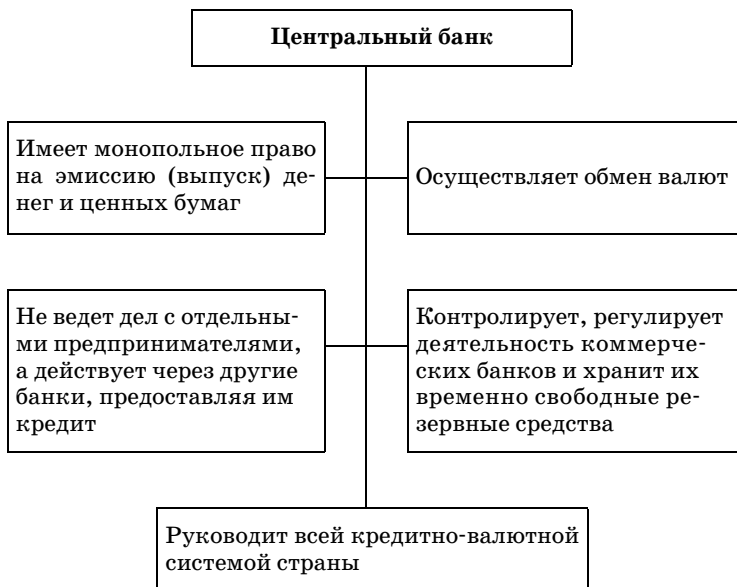 Центральный банк
Имеет монопольное право
на эмиссию (выпуск) де-
нег и ценных бумаг
Осуществляет обмен валют
Не ведет дел с отдельны-
ми предпринимателями,
а действует через другие
банки, предоставляя им
кредит
Контролирует, регулирует
деятельность коммерче-
ских банков и хранит их
временно свободные ре-
зервные средства
Руководит всей кредитно-валютной
системой страны